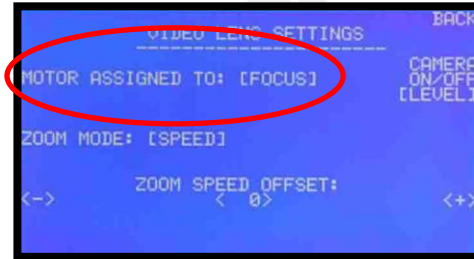 BACK
VIDEO LENS SETTINGS
MOTOR ASSIGNED TO: [FOCUS]
CAMERA
ON/OFF
[LEVEL]
ZOOM MODE: [SPEED]
ZOOM SPEED OFFSET:
<-> < 0> <+>